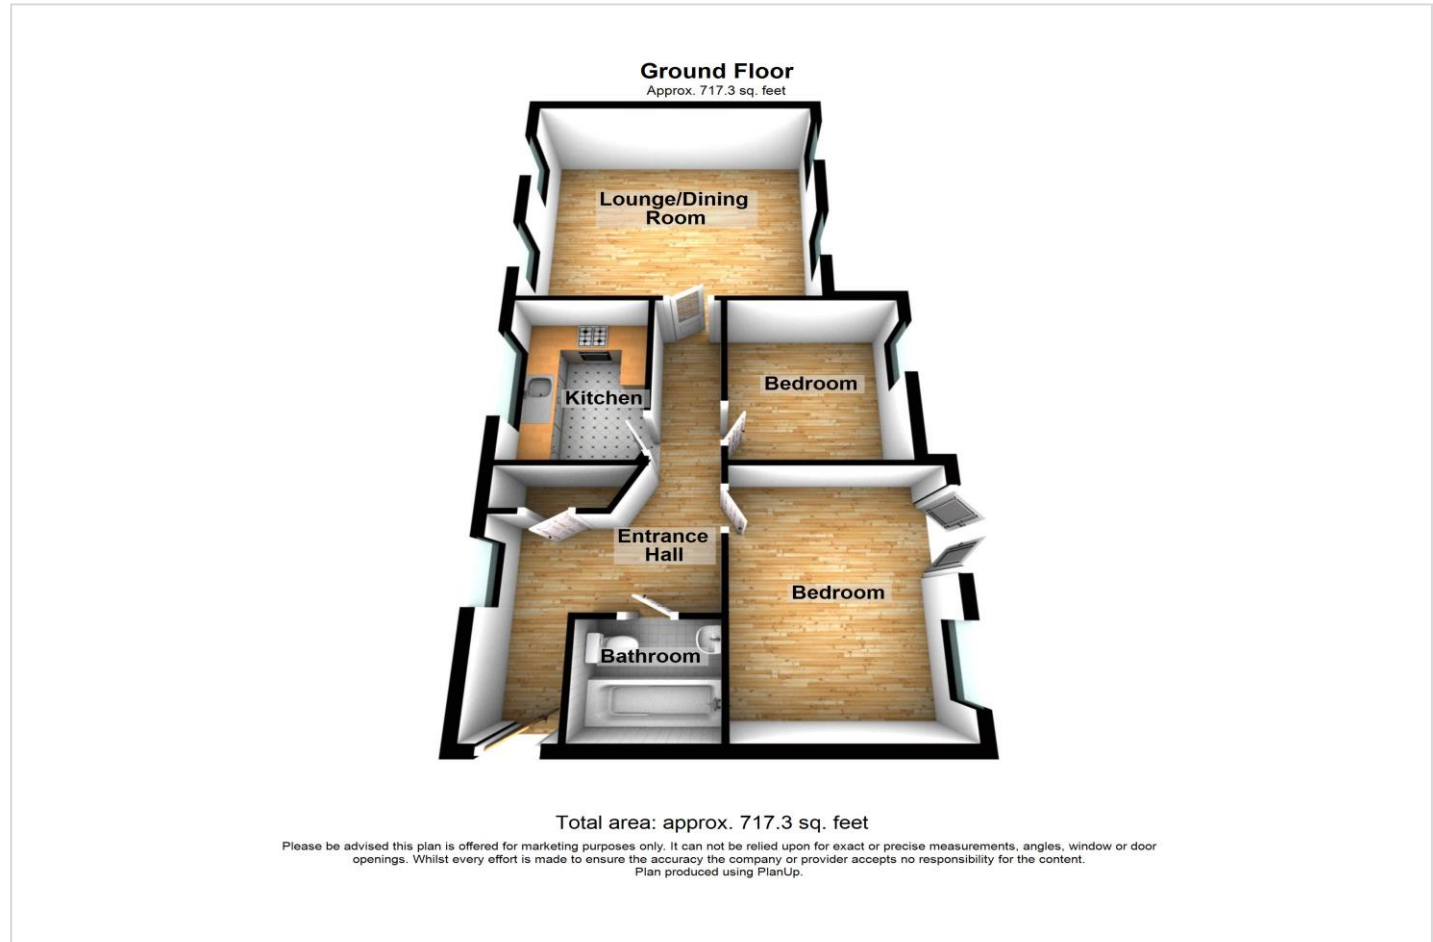 Ground Floor
Approx. 717.3 sq. feet
Lounge/Dining
Room
Kitchen
Bedroom
Entrance
Hall
Bedroom
Bathroom
Total area: approx. 717.3 sq. feet
Please be advised this plan is offered for marketing purposes only. It can not be relied upon for exact or precise measurements, angles, window or door
openings. Whilst every effort is made to ensure the accuracy the company or provider accepts no responsibility for the content.
Plan produced using PlanUp.